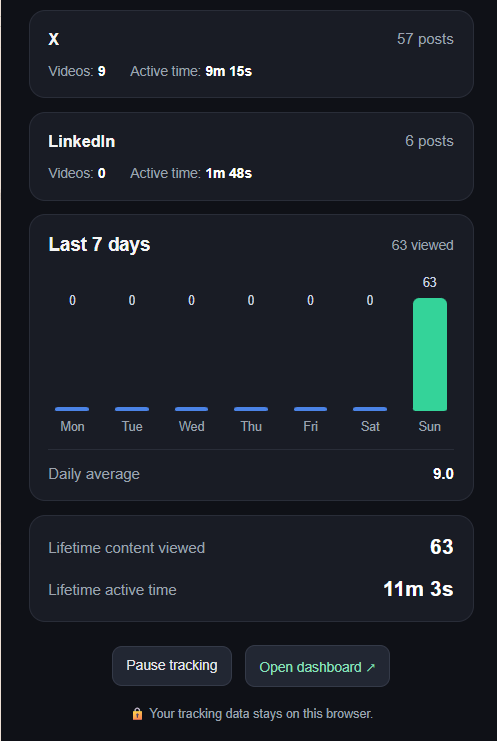 X 57 posts
Videos: 9 Active time: 9m 15s
LinkedIn 6 posts
Videos: 0 Active time: 1m 48s
Last 7 days 63 viewed
63
0 0 0 0 0 0
Mon Tue Wed Thu Fri Sat Sun
Daily average 9.0
Lifetime content viewed 63
Lifetime active time 11m 3s
Pause tracking Open dashboard ↗
🔒 Your tracking data stays on this browser.